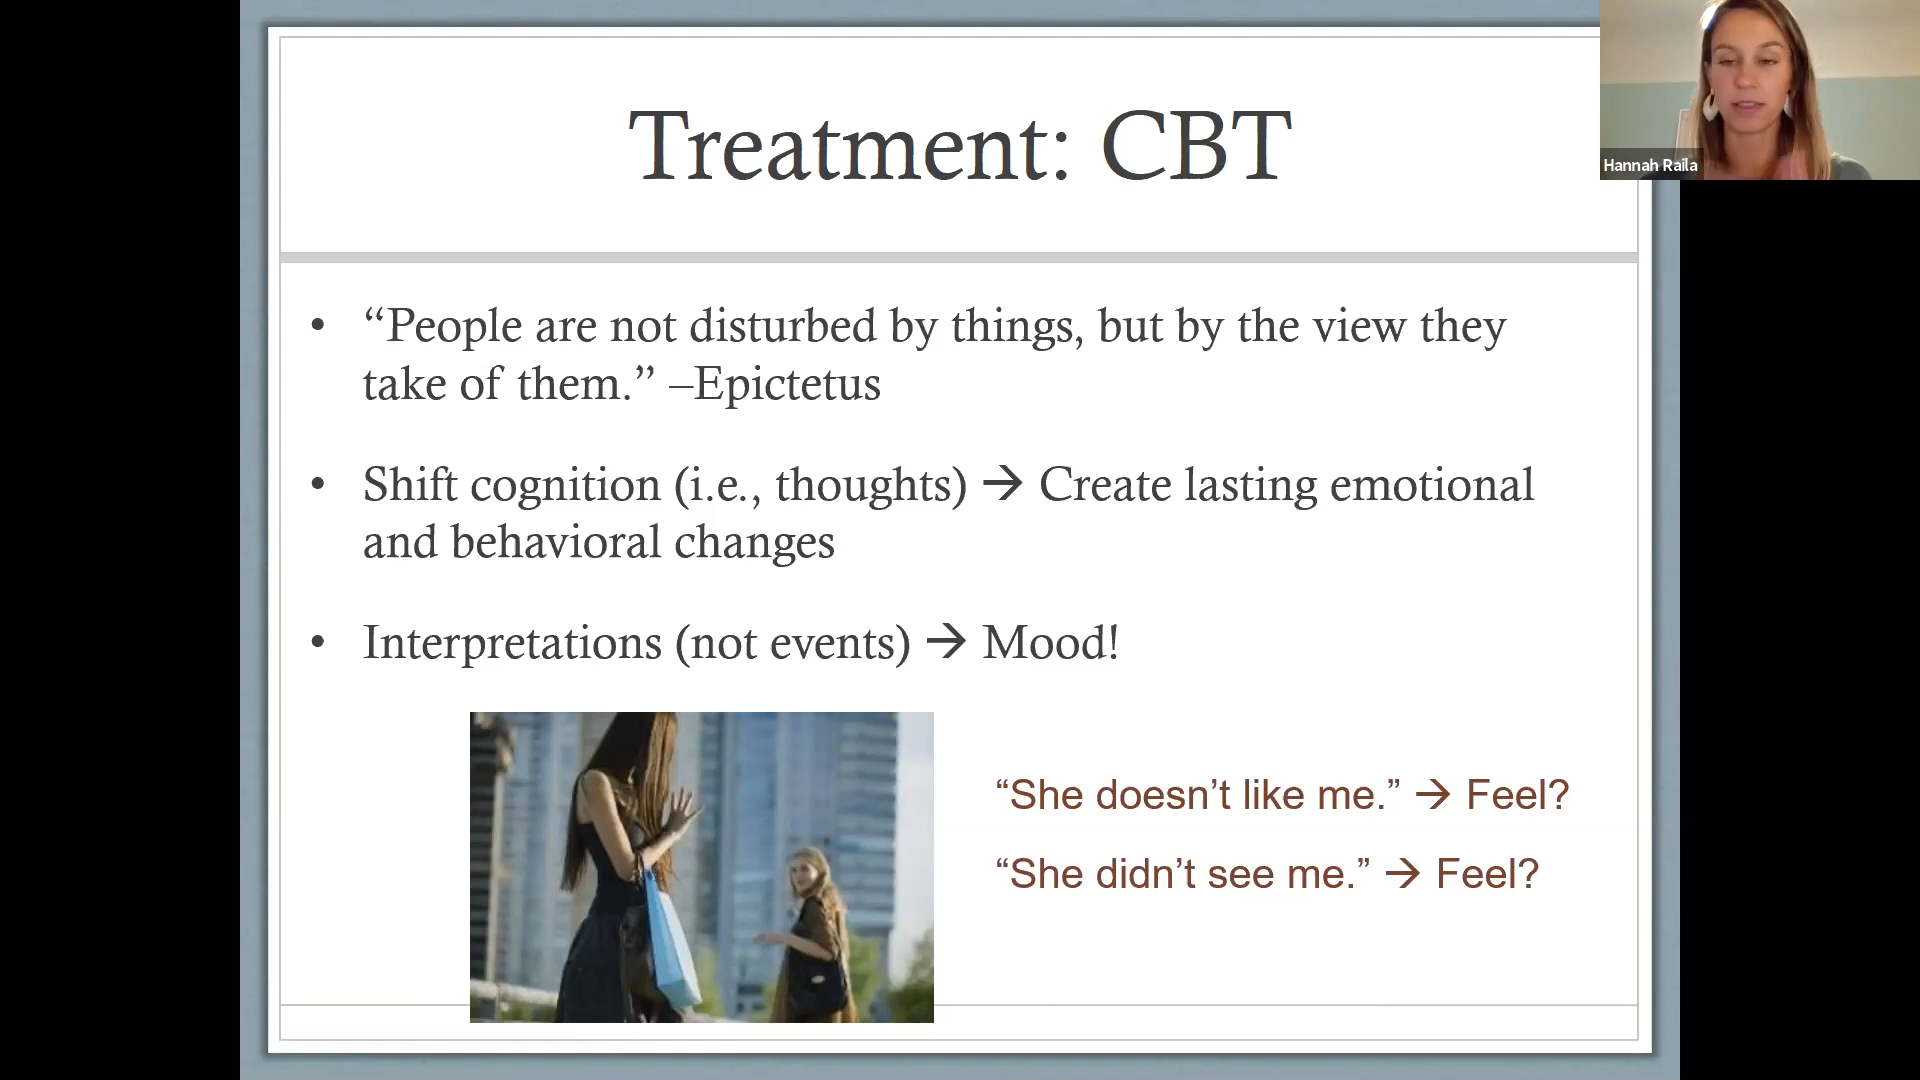 Treatment: CBT
Hannah Raila
• “People are not disturbed by things, but by the view they
take of them.” –Epictetus
• Shift cognition (i.e., thoughts) → Create lasting emotional
and behavioral changes
• Interpretations (not events) → Mood!
“She doesn’t like me.” → Feel?
“She didn’t see me.” → Feel?